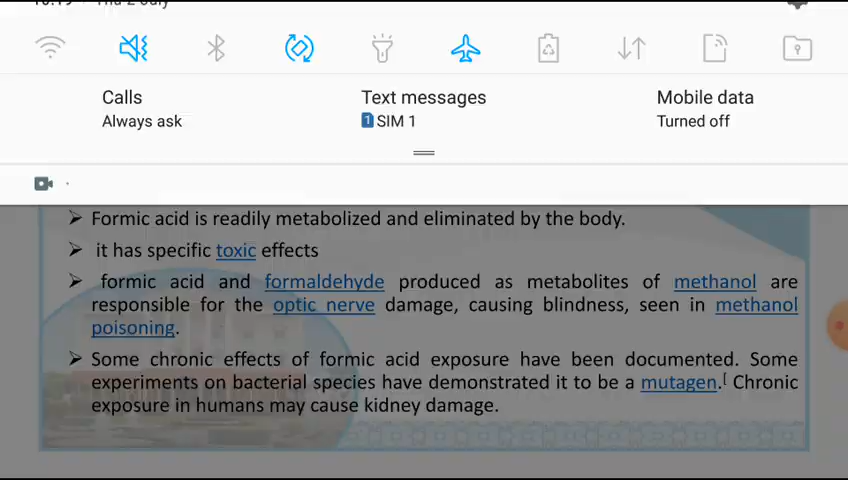 Calls
Always ask
Text messages
1 SIM 1
Mobile data
Turned off
➢ Formic acid is readily metabolized and eliminated by the body.
➢ it has specific toxic effects
➢ formic acid and formaldehyde produced as metabolites of methanol are
responsible for the optic nerve damage, causing blindness, seen in methanol
poisoning.
➢ Some chronic effects of formic acid exposure have been documented. Some
experiments on bacterial species have demonstrated it to be a mutagen.[ Chronic
exposure in humans may cause kidney damage.